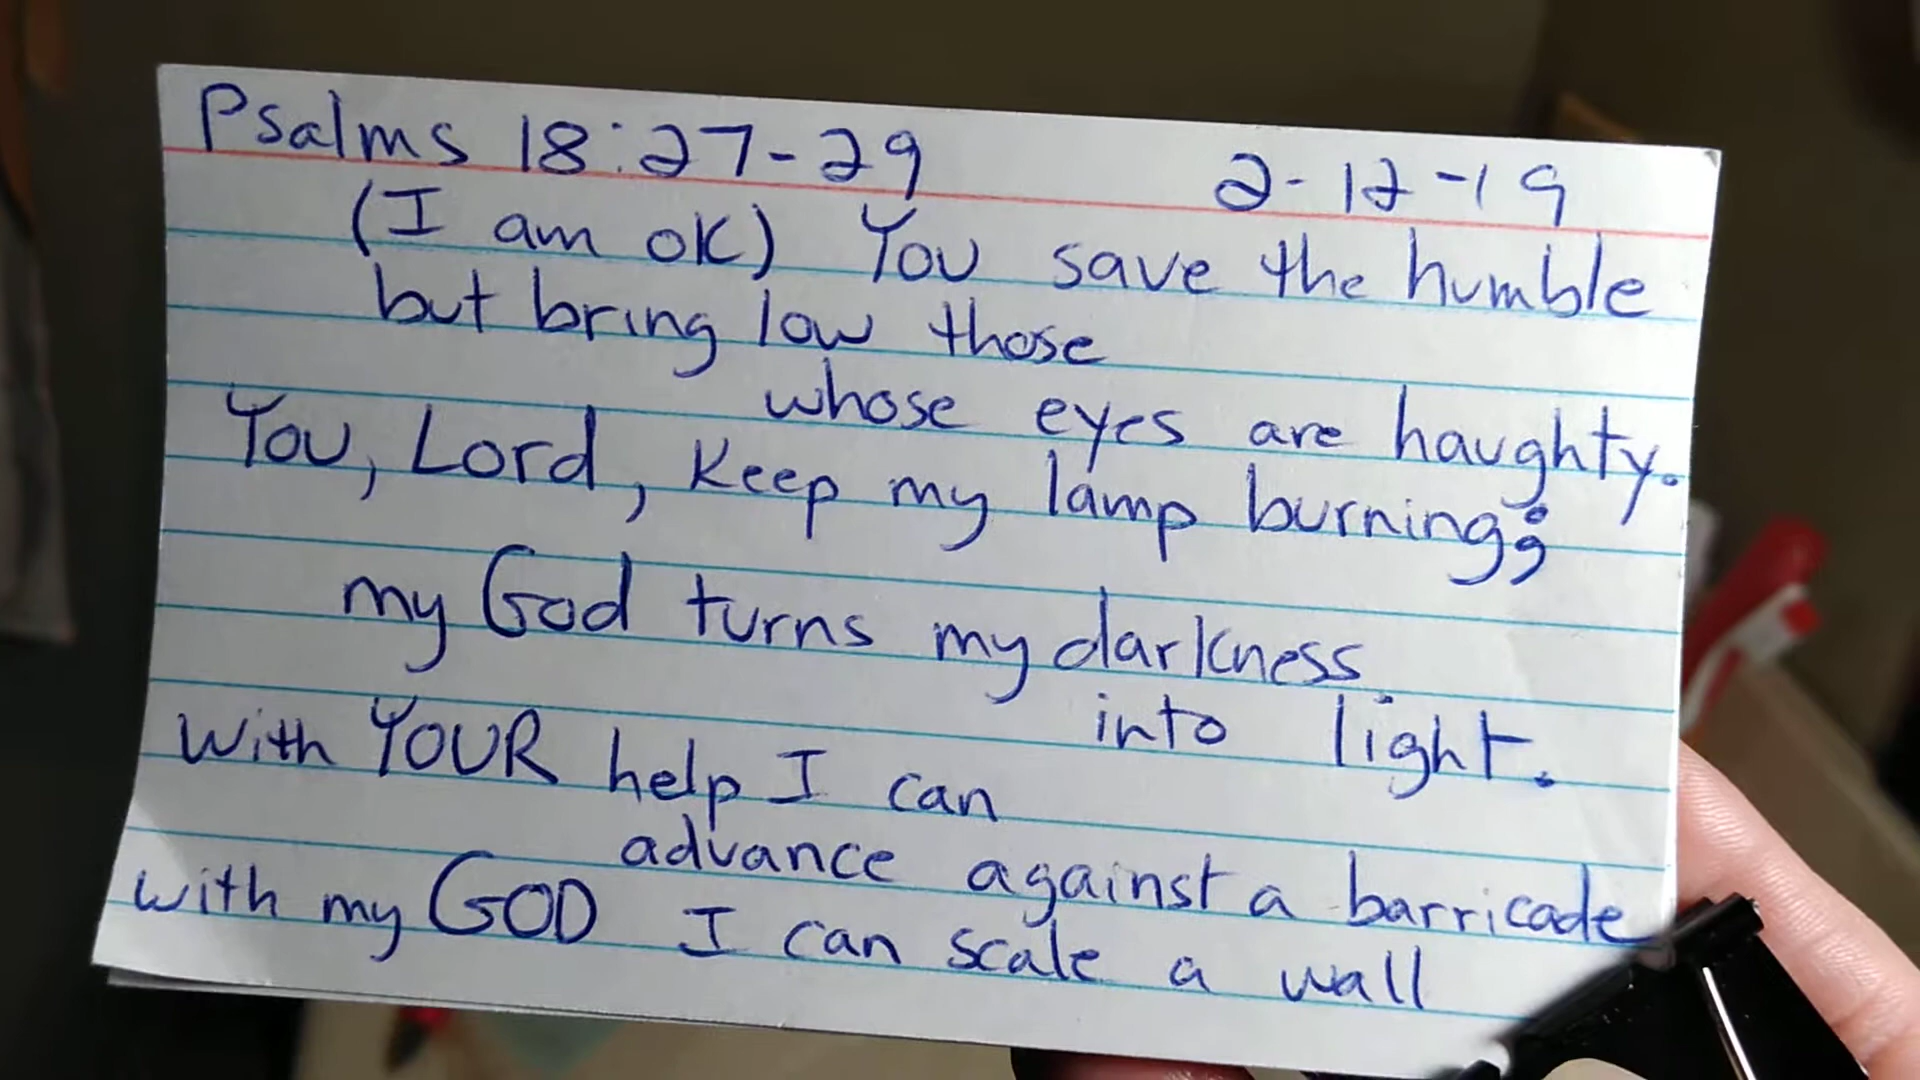 Psalms 18:27-29 2-12-19
(I am ok) You save the humble
but bring low those
whose eyes are haughty.
You, Lord, keep my lamp burning;
my God turns my darkness
into light.
with YOUR help I can
advance against a barricade
with my GOD I can scale a wall